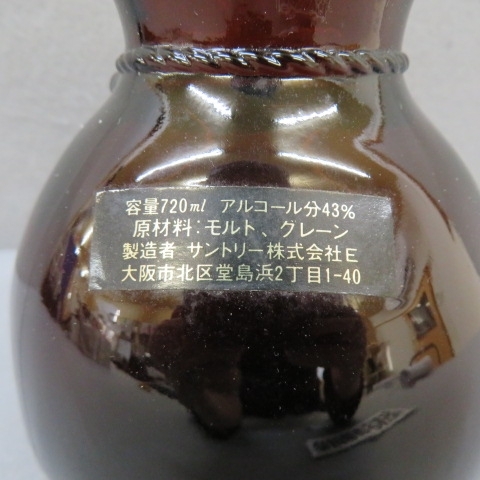 容量720ml アルコール分43%
原材料:モルト、グレーン
製造者 サントリー株式会社E
大阪市北区堂島浜2丁目1-40